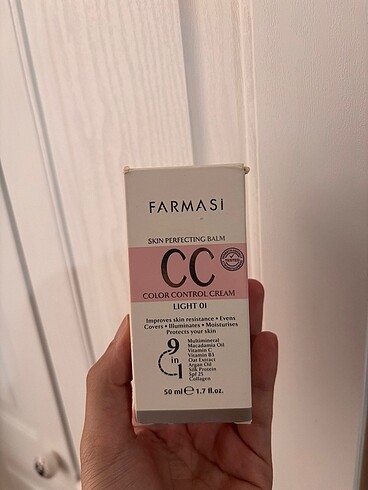 FARMASİ
SKIN PERFECTING BALM
CC
TESTED
COLOR CONTROL CREAM
LIGHT 01
Improves skin resistance • Evens
Covers • Illuminates • Moisturises
Protects your skin
9 in 1
Multimineral
Macadamia Oil
Vitamin C
Vitamin B3
Oat Extract
Argan Oil
Silk Protein
Spf 25
Collagen
50 ml ℮ 1.7 fl.oz.